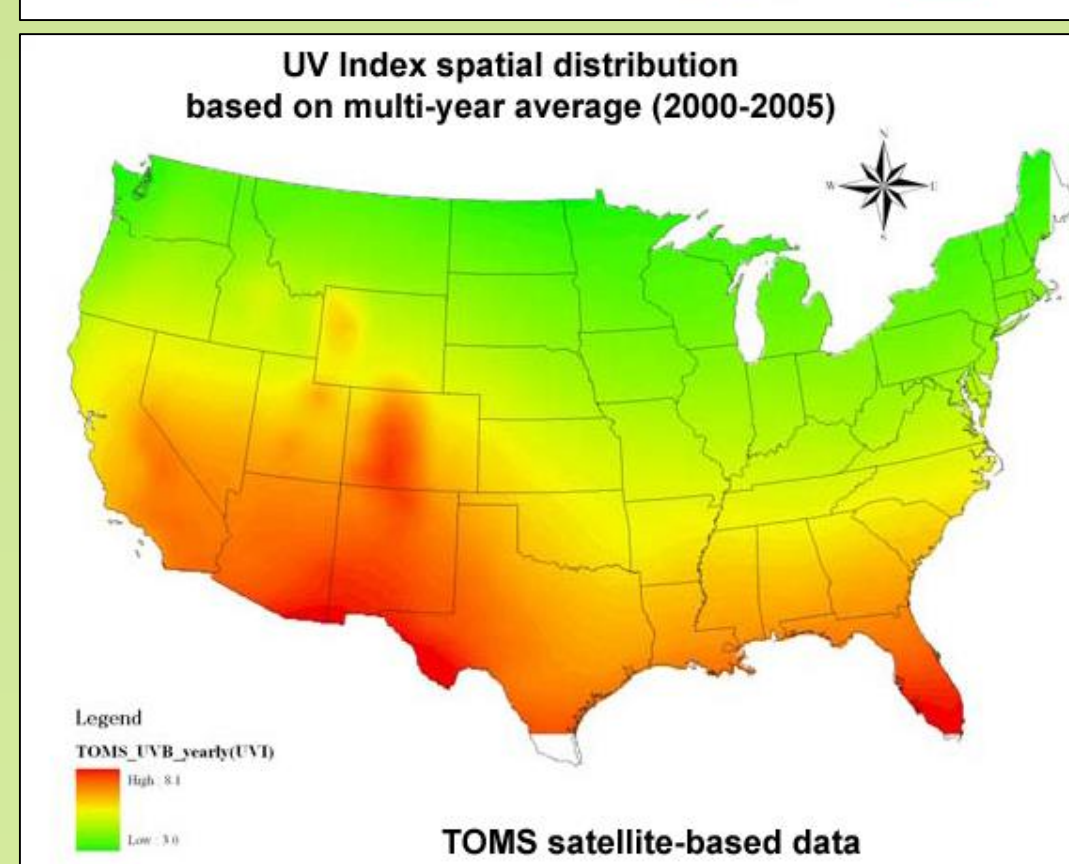 UV Index spatial distribution
based on multi-year average (2000-2005)
N
W
E
S
Legend
TOMS_UVB_yearly(UVI)
High : 8.1
Low : 3.0
TOMS satellite-based data